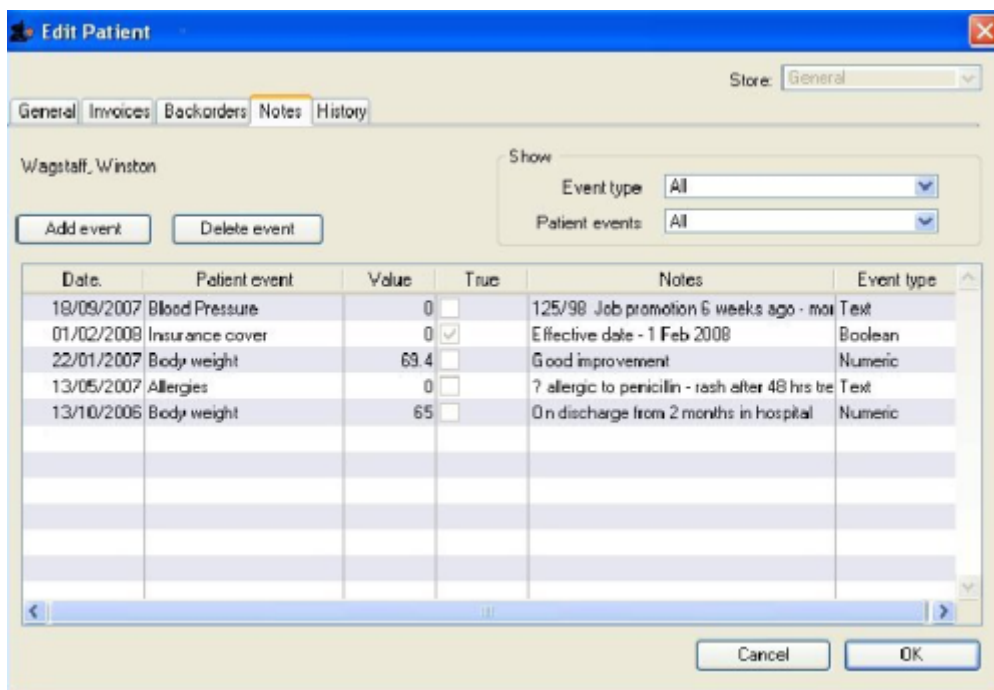 Edit Patient
Store: General
General Invoices Backorders Notes History
Wagstaff, Winston
Show
Event type All
Patient events All
Add event Delete event
Date. Patient event Value True Notes Event type
18/09/2007 Blood Pressure 0 125/98 Job promotion 6 weeks ago - mor Text
01/02/2008 Insurance cover 0 Effective date - 1 Feb 2008 Boolean
22/01/2007 Body weight 69.4 Good improvement Numeric
13/05/2007 Allergies 0 ? allergic to penicillin - rash after 48 hrs tre Text
13/10/2006 Body weight 65 On discharge from 2 months in hospital Numeric
Cancel OK